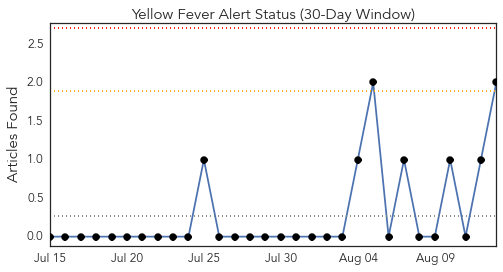 Yellow Fever Alert Status (30-Day Window)
Articles Found
2.5
2.0
1.5
1.0
0.5
0.0
Jul 15 Jul 20 Jul 25 Jul 30 Aug 04 Aug 09